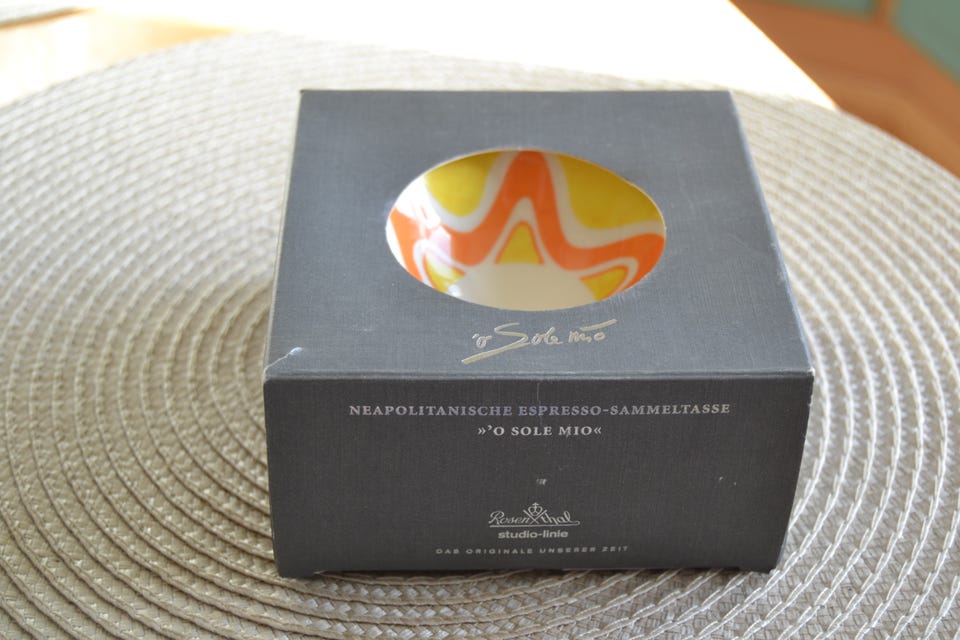 'o Sole mio
NEAPOLITANISCHE ESPRESSO-SAMMELTASSE
»'O SOLE MIO«
Rosenthal
studio-linie
DAS ORIGINALE UNSERER ZEIT